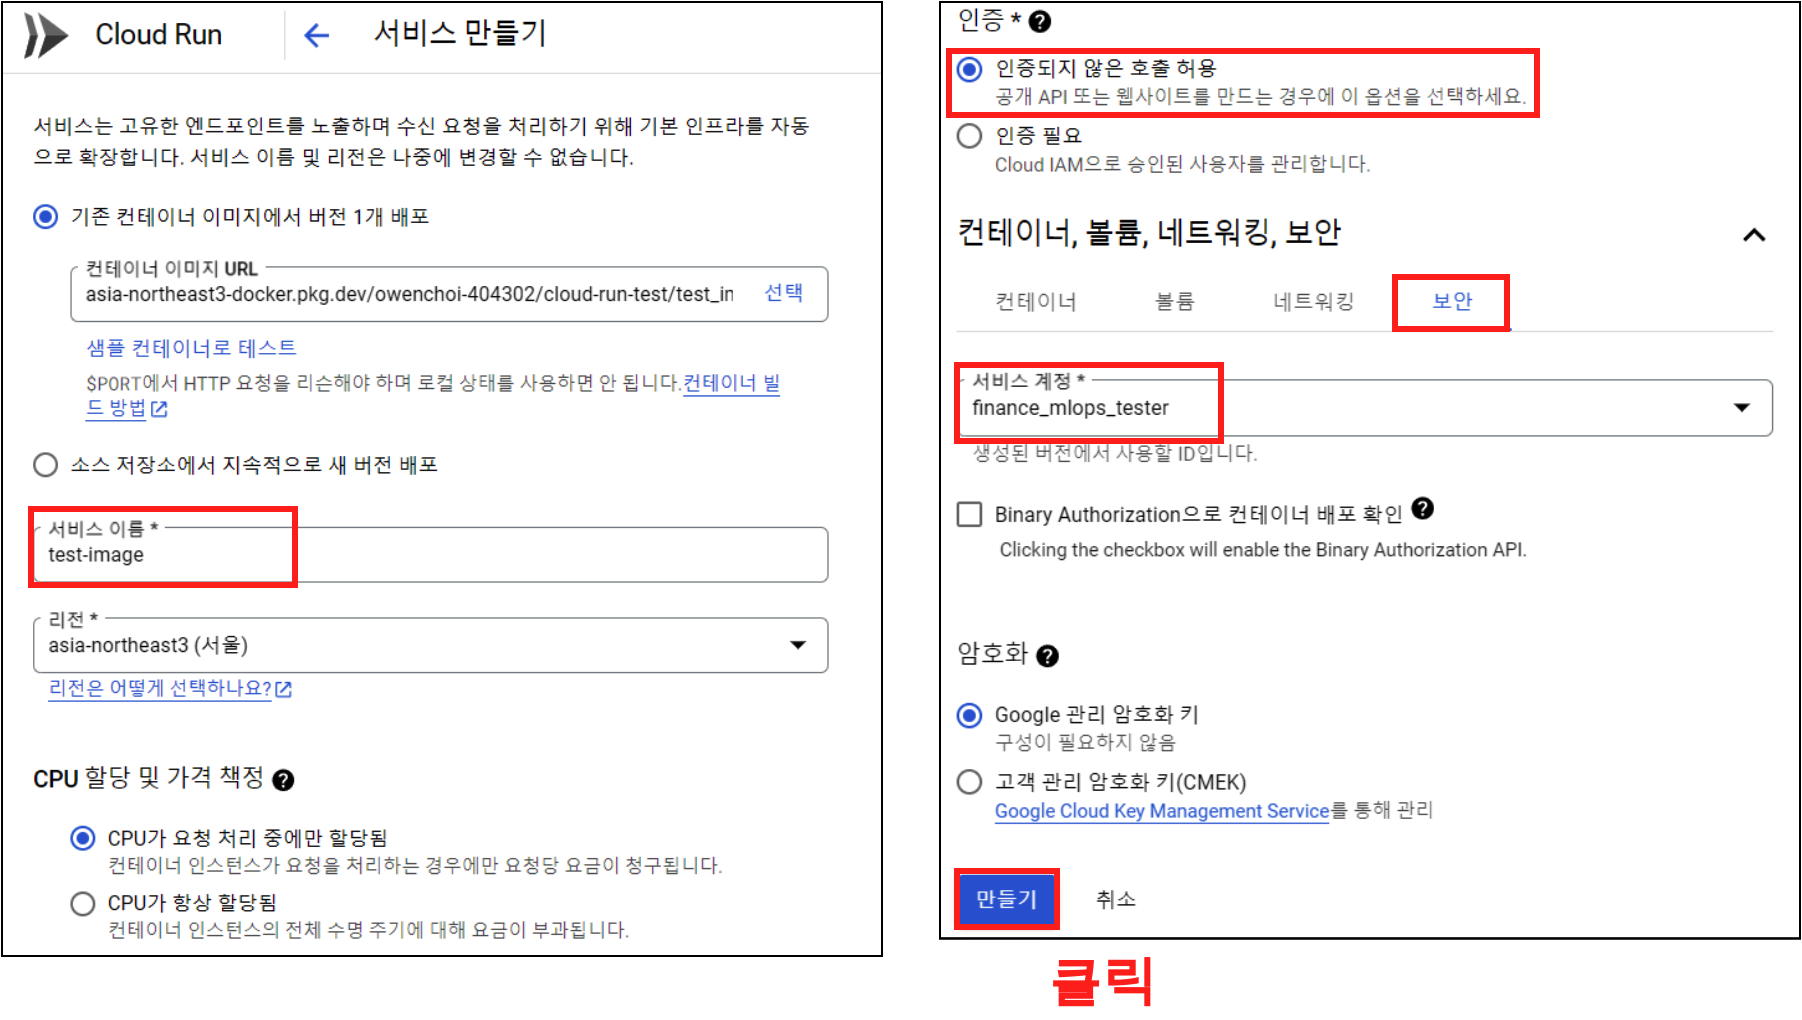 Cloud Run
서비스 만들기
서비스는 고유한 엔드포인트를 노출하며 수신 요청을 처리하기 위해 기본 인프라를 자동
으로 확장합니다. 서비스 이름 및 리전은 나중에 변경할 수 없습니다.
기존 컨테이너 이미지에서 버전 1개 배포
컨테이너 이미지 URL
asia-northeast3-docker.pkg.dev/owenchoi-404302/cloud-run-test/test_in
선택
샘플 컨테이너로 테스트
$PORT에서 HTTP 요청을 리슨해야 하며 로컬 상태를 사용하면 안 됩니다.컨테이너 빌
드 방법
소스 저장소에서 지속적으로 새 버전 배포
서비스 이름 *
test-image
리전 *
asia-northeast3 (서울)
리전은 어떻게 선택하나요?
CPU 할당 및 가격 책정
CPU가 요청 처리 중에만 할당됨
컨테이너 인스턴스가 요청을 처리하는 경우에만 요청당 요금이 청구됩니다.
CPU가 항상 할당됨
컨테이너 인스턴스의 전체 수명 주기에 대해 요금이 부과됩니다.
인증 *
인증되지 않은 호출 허용
공개 API 또는 웹사이트를 만드는 경우에 이 옵션을 선택하세요.
인증 필요
Cloud IAM으로 승인된 사용자를 관리합니다.
컨테이너, 볼륨, 네트워킹, 보안
컨테이너 볼륨 네트워킹 보안
서비스 계정 *
finance_mlops_tester
생성된 버전에서 사용할 ID입니다.
Binary Authorization으로 컨테이너 배포 확인
Clicking the checkbox will enable the Binary Authorization API.
암호화
Google 관리 암호화 키
구성이 필요하지 않음
고객 관리 암호화 키(CMEK)
Google Cloud Key Management Service를 통해 관리
만들기 취소
클릭